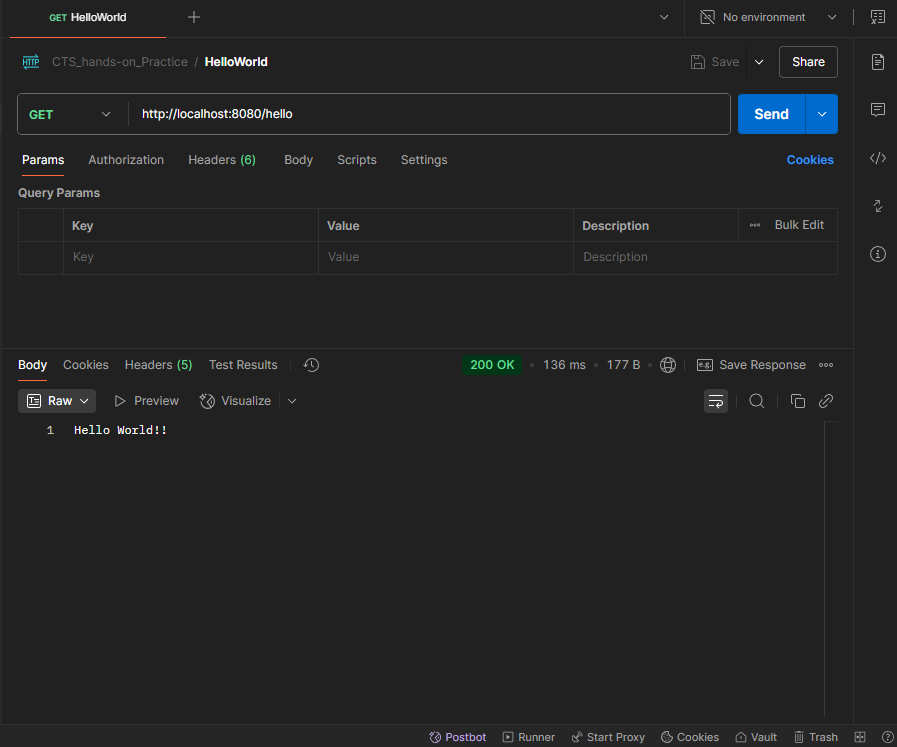 GET HelloWorld
No environment
HTTP CTS_hands-on_Practice / HelloWorld
Save
Share
GET
http://localhost:8080/hello
Send
Params Authorization Headers (6) Body Scripts Settings
Cookies
Query Params
Key Value Description Bulk Edit
Key Value Description
Body Cookies Headers (5) Test Results
200 OK • 136 ms • 177 B •
e.g. Save Response
Raw Preview Visualize
1 Hello World!!
Postbot Runner Start Proxy Cookies Vault Trash